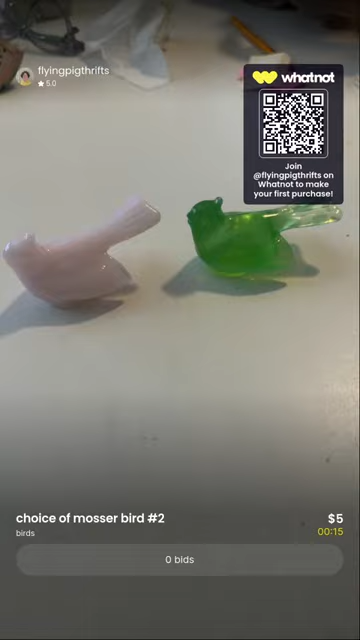 flyingpigthrifts
★ 5.0
whatnot
Join
@flyingpigthrifts on
Whatnot to make
your first purchase!
choice of mosser bird #2
$5
birds
00:15
0 bids